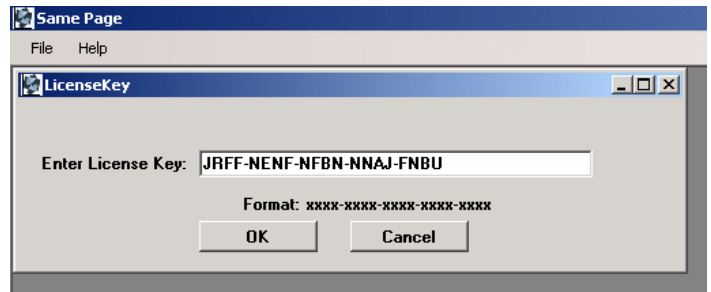 Same Page
File Help
LicenseKey
Enter License Key: JRFF-NENF-NFBN-NNAJ-FNBU
Format: xxxx-xxxx-xxxx-xxxx-xxxx
OK Cancel